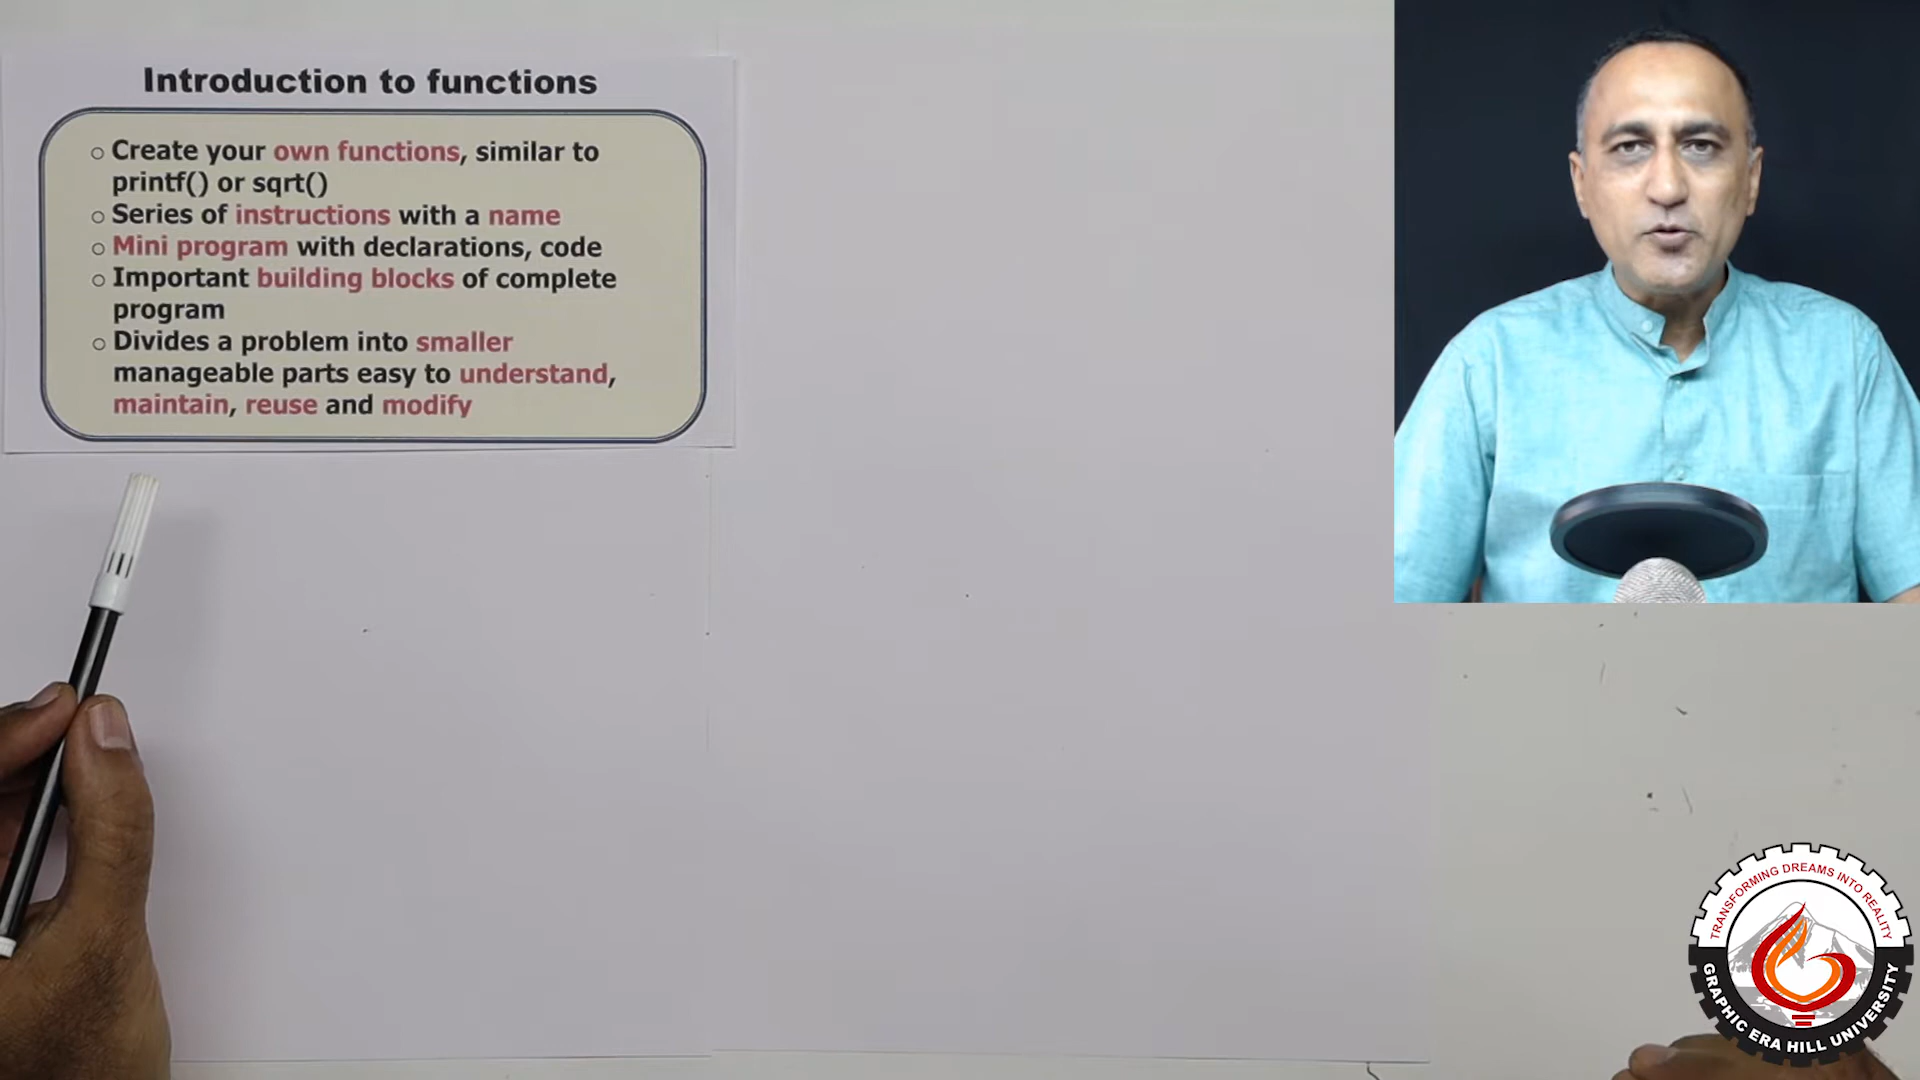 Introduction to functions
○ Create your own functions, similar to
printf() or sqrt()
○ Series of instructions with a name
○ Mini program with declarations, code
○ Important building blocks of complete
program
○ Divides a problem into smaller
manageable parts easy to understand,
maintain, reuse and modify
TRANSFORMING DREAMS INTO REALITY
GRAPHIC ERA HILL UNIVERSITY